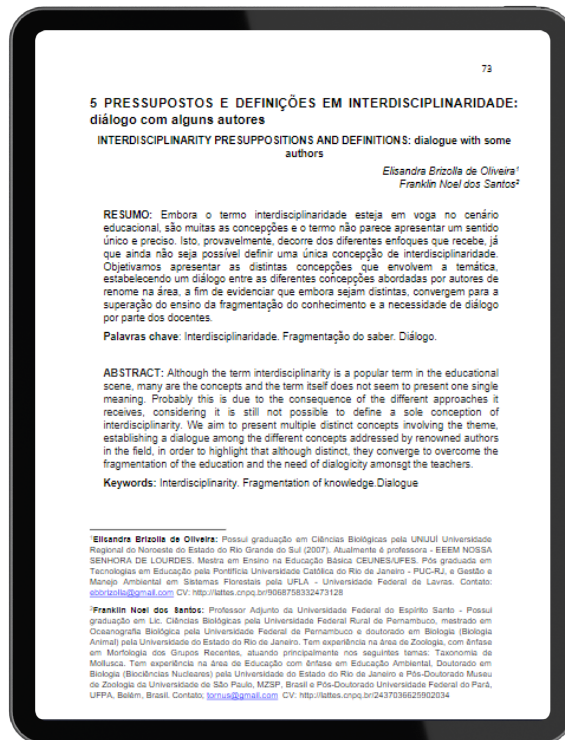 73
5 PRESSUPOSTOS E DEFINIÇÕES EM INTERDISCIPLINARIDADE:
diálogo com alguns autores
INTERDISCIPLINARITY PRESUPPOSITIONS AND DEFINITIONS: dialogue with some
authors
Elisandra Brizolla de Oliveira¹
Franklin Noel dos Santos²
RESUMO: Embora o termo interdisciplinaridade esteja em voga no cenário
educacional, são muitas as concepções e o termo não parece apresentar um sentido
único e preciso. Isto, provavelmente, decorre dos diferentes enfoques que recebe, já
que ainda não seja possível definir uma única concepção de interdisciplinaridade.
Objetivamos apresentar as distintas concepções que envolvem a temática,
estabelecendo um diálogo entre as diferentes concepções abordadas por autores de
renome na área, a fim de evidenciar que embora sejam distintas, convergem para a
superação do ensino da fragmentação do conhecimento e a necessidade de diálogo
por parte dos docentes.
Palavras chave: Interdisciplinaridade. Fragmentação do saber. Diálogo.
ABSTRACT: Although the term interdisciplinarity is a popular term in the educational
scene, many are the concepts and the term itself does not seem to present one single
meaning. Probably this is due to the consequence of the different approaches it
receives, considering it is still not possible to define a sole conception of
interdisciplinarity. We aim to present multiple distinct concepts involving the theme,
establishing a dialogue among the different concepts addressed by renowned authors
in the field, in order to highlight that although distinct, they converge to overcome the
fragmentation of the education and the need of dialogicity amonsgt the teachers.
Keywords: Interdisciplinarity. Fragmentation of knowledge.Dialogue
¹Elisandra Brizolla de Oliveira: Possui graduação em Ciências Biológicas pela UNIJUÍ Universidade
Regional do Noroeste do Estado do Rio Grande do Sul (2007). Atualmente é professora - EEEM NOSSA
SENHORA DE LOURDES. Mestra em Ensino na Educação Básica CEUNES/UFES. Pós graduada em
Tecnologias em Educação pela Pontifícia Universidade Católica do Rio de Janeiro - PUC-RJ, e Gestão e
Manejo Ambiental em Sistemas Florestais pela UFLA - Universidade Federal de Lavras. Contato:
ebbrizolla@gmail.com CV: http://lattes.cnpq.br/9068758332473128
²Franklin Noel dos Santos: Professor Adjunto da Universidade Federal do Espírito Santo - Possui
graduação em Lic. Ciências Biológicas pela Universidade Federal Rural de Pernambuco, mestrado em
Oceanografia Biológica pela Universidade Federal de Pernambuco e doutorado em Biologia (Biologia
Animal) pela Universidade do Estado do Rio de Janeiro. Tem experiência na área de Zoologia, com ênfase
em Morfologia dos Grupos Recentes, atuando principalmente nos seguintes temas: Taxonomia de
Mollusca. Tem experiência na área de Educação com ênfase em Educação Ambiental, Doutorado em
Biologia (Biociências Nucleares) pela Universidade do Estado do Rio de Janeiro e Pós-Doutorado Museu
de Zoologia da Universidade de São Paulo, MZSP, Brasil e Pós-Doutorado Universidade Federal do Pará,
UFPA, Belém, Brasil. Contato; tornus@gmail.com CV: http://lattes.cnpq.br/2437036625902034